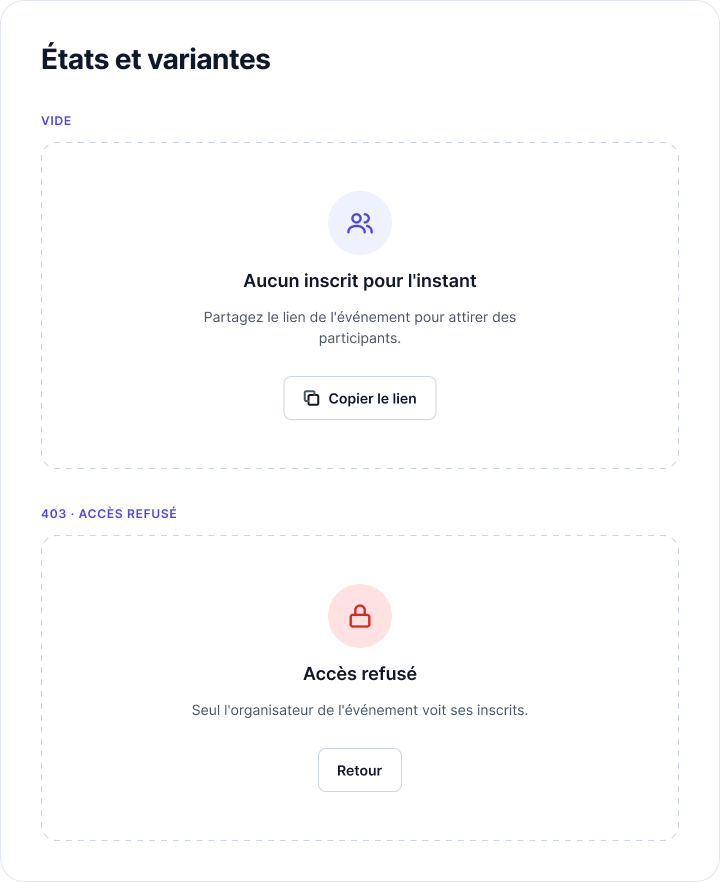 États et variantes
VIDE
Aucun inscrit pour l'instant
Partagez le lien de l'événement pour attirer des
participants.
Copier le lien
403 · ACCÈS REFUSÉ
Accès refusé
Seul l'organisateur de l'événement voit ses inscrits.
Retour